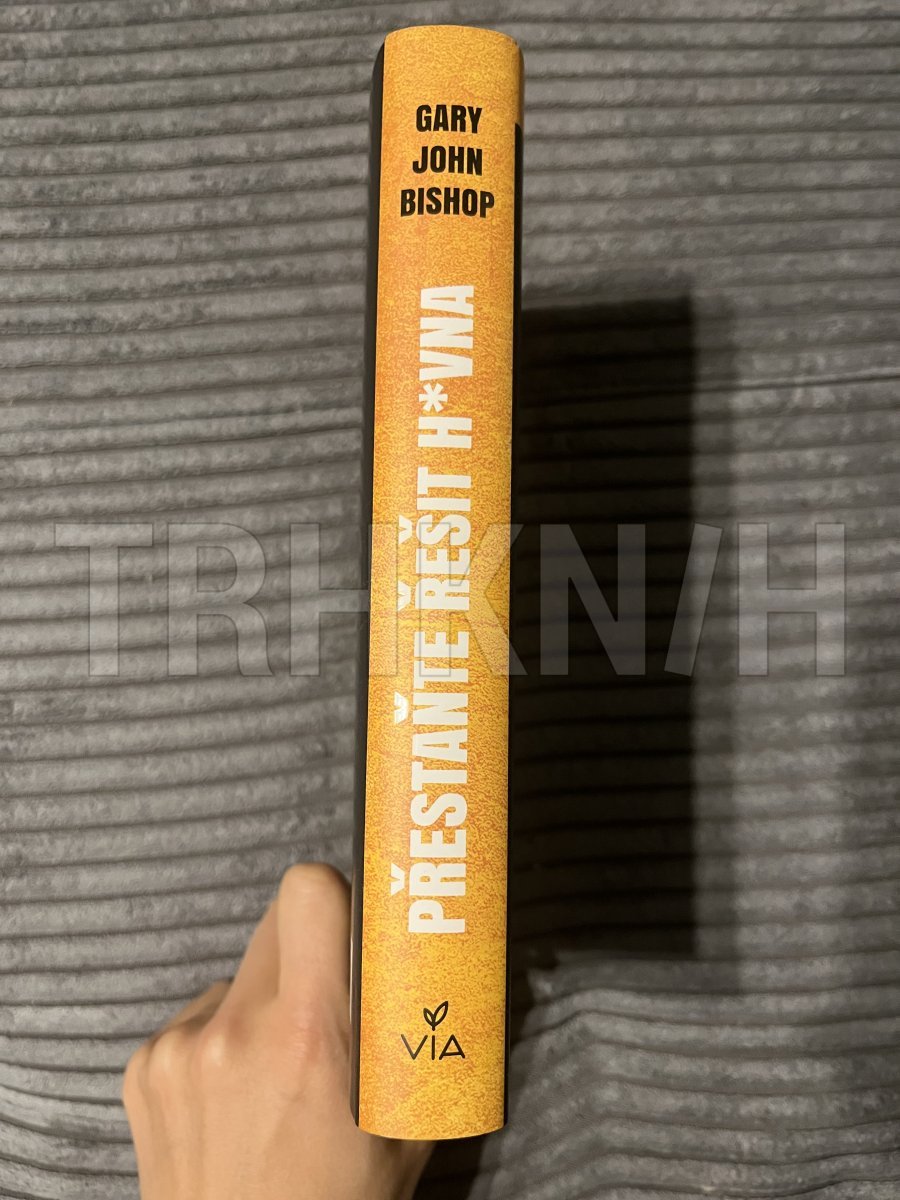 GARY
JOHN
BISHOP
PŘESTAŇTE ŘEŠIT H*VNA
VIA
TRHKNIH